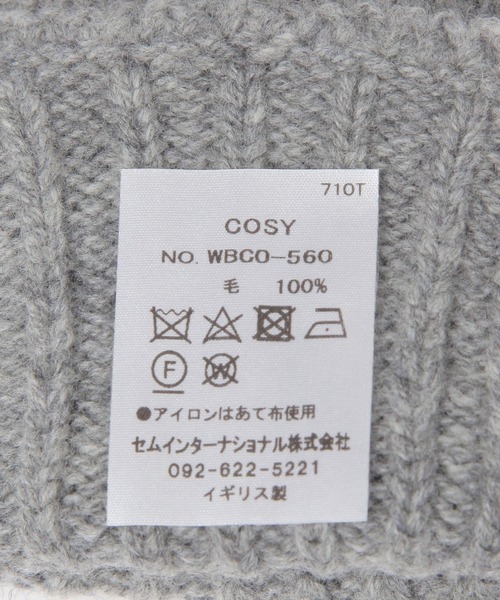 710T
COSY
NO. WBCO-560
毛 100%
F W
●アイロンはあて布使用
セムインターナショナル株式会社
092-622-5221
イギリス製